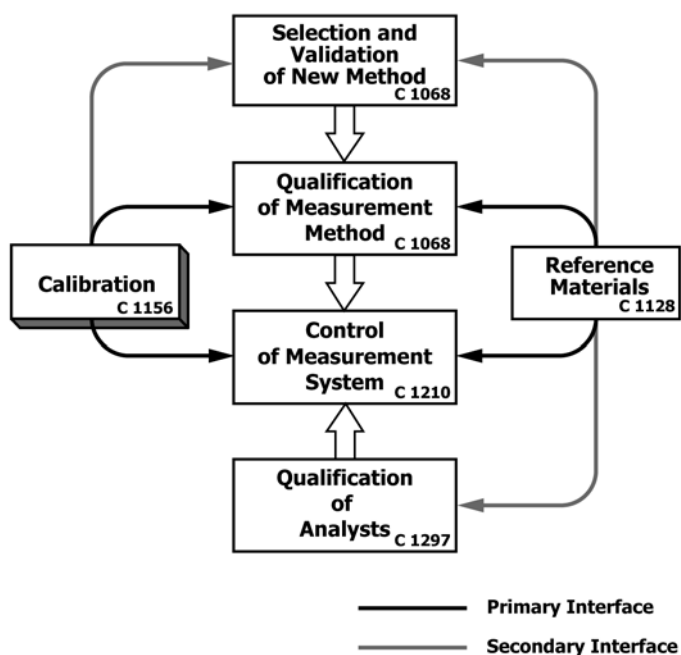 Selection and
Validation
of New Method
C 1068
Qualification
of Measurement
Method
C 1068
Calibration
C 1156
Reference
Materials
C 1128
Control
of Measurement
System
C 1210
Qualification
of
Analysts
C 1297
Primary Interface
Secondary Interface